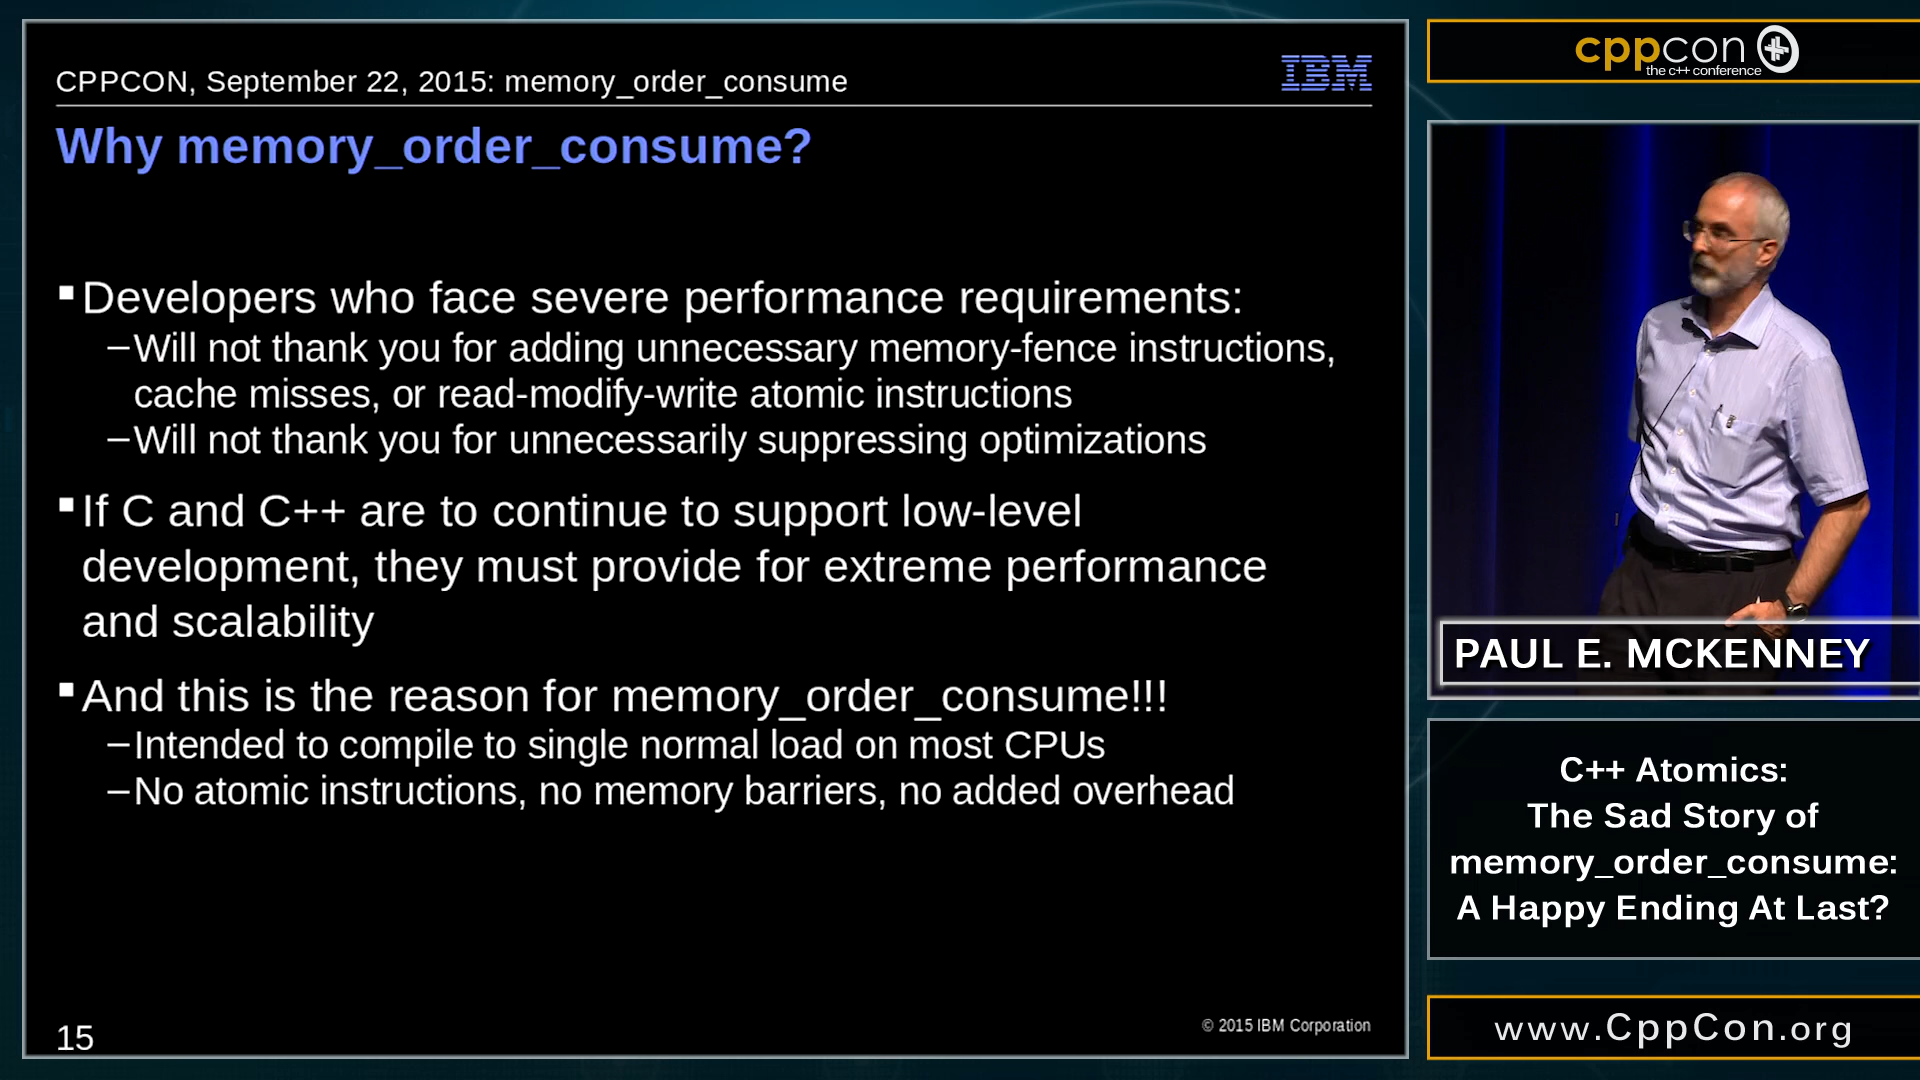 CPPCON, September 22, 2015: memory_order_consume
IBM
Why memory_order_consume?
Developers who face severe performance requirements:
–Will not thank you for adding unnecessary memory-fence instructions,
cache misses, or read-modify-write atomic instructions
–Will not thank you for unnecessarily suppressing optimizations
If C and C++ are to continue to support low-level
development, they must provide for extreme performance
and scalability
And this is the reason for memory_order_consume!!!
–Intended to compile to single normal load on most CPUs
–No atomic instructions, no memory barriers, no added overhead
15
© 2015 IBM Corporation
cppcon
the c++ conference
PAUL E. MCKENNEY
C++ Atomics:
The Sad Story of
memory_order_consume:
A Happy Ending At Last?
www.CppCon.org